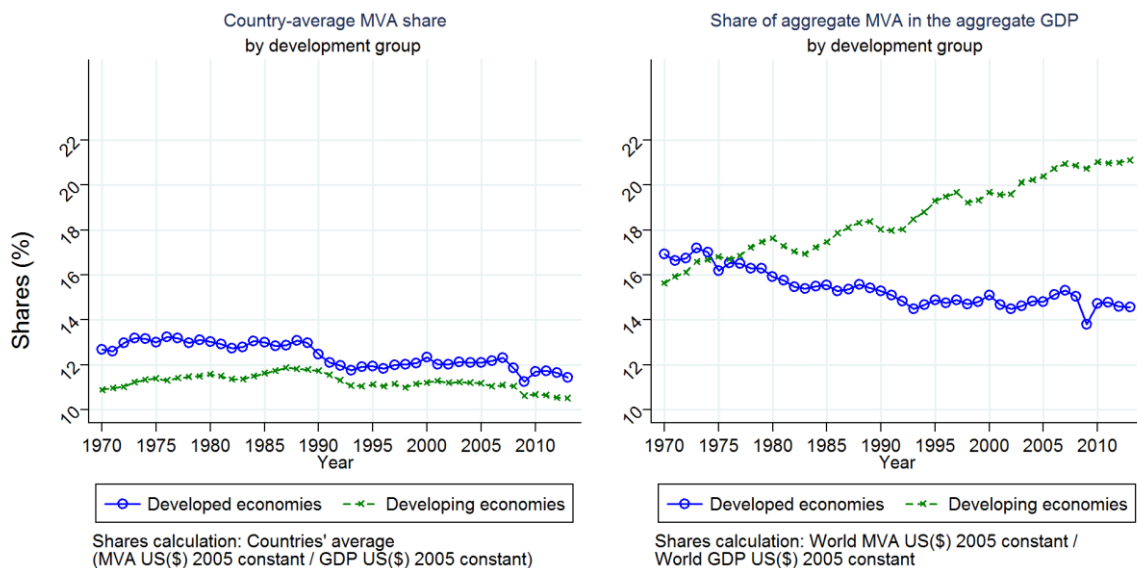 Country-average MVA share
by development group
Shares (%)
22
20
18
16
14
12
10
1970 1975 1980 1985 1990 1995 2000 2005 2010
Year
Developed economies Developing economies
Shares calculation: Countries' average
(MVA US($) 2005 constant / GDP US($) 2005 constant)
Share of aggregate MVA in the aggregate GDP
by development group
22
20
18
16
14
12
10
1970 1975 1980 1985 1990 1995 2000 2005 2010
Year
Developed economies Developing economies
Shares calculation: World MVA US($) 2005 constant /
World GDP US($) 2005 constant